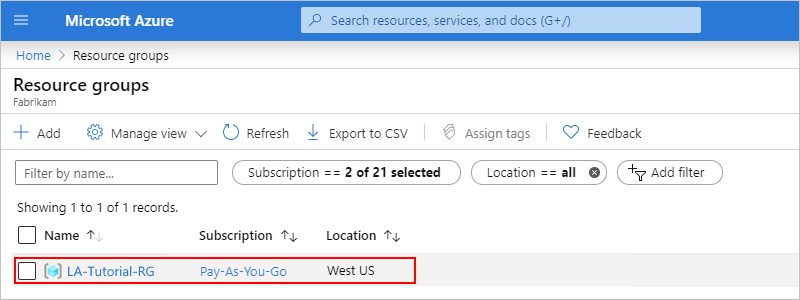 Microsoft Azure Search resources, services, and docs (G+/)
Home > Resource groups
Resource groups
Fabrikam
+ Add Manage view Refresh Export to CSV Assign tags Feedback
Filter by name... Subscription == 2 of 21 selected Location == all Add filter
Showing 1 to 1 of 1 records.
Name ↑↓ Subscription ↑↓ Location ↑↓
LA-Tutorial-RG Pay-As-You-Go West US